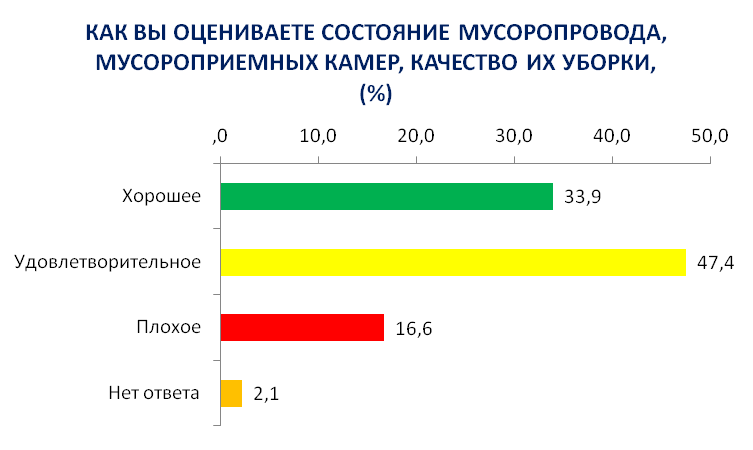 КАК ВЫ ОЦЕНИВАЕТЕ СОСТОЯНИЕ МУСОРОПРОВОДА,
МУСОРОПРИЕМНЫХ КАМЕР, КАЧЕСТВО ИХ УБОРКИ,
(%)
,0 10,0 20,0 30,0 40,0 50,0
Хорошее 33,9
Удовлетворительное 47,4
Плохое 16,6
Нет ответа 2,1